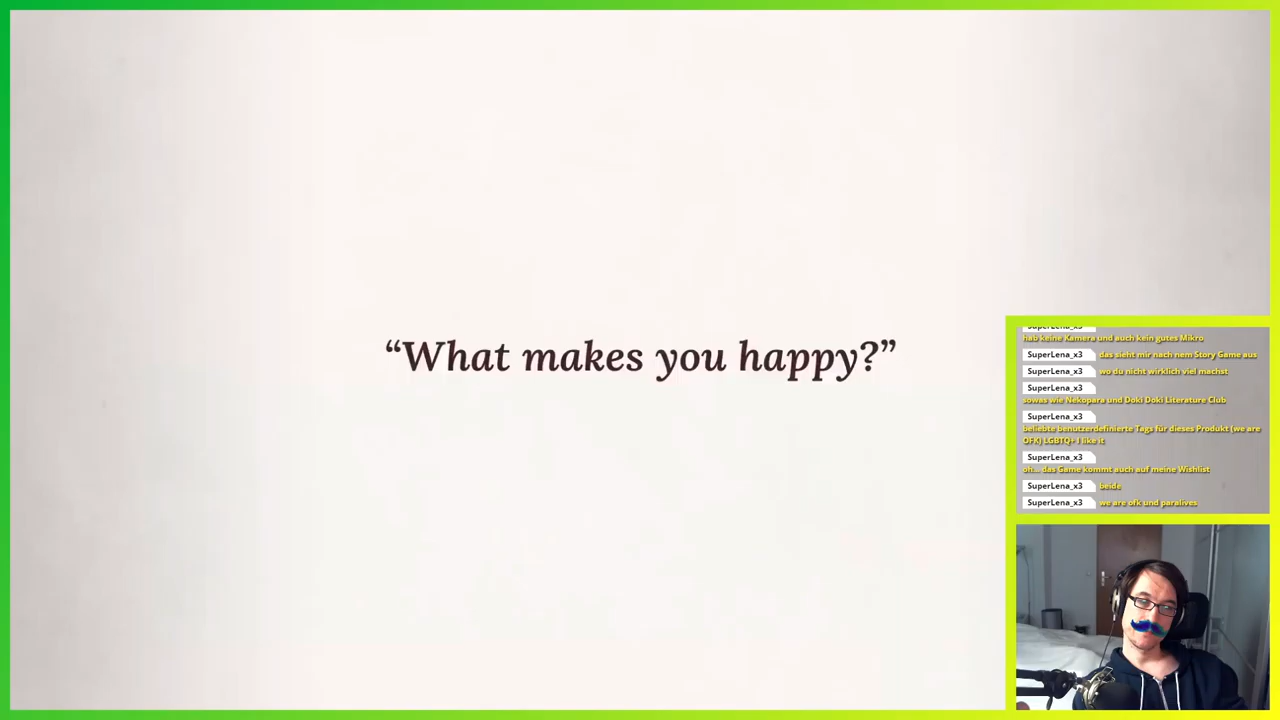 “What makes you happy?”
SuperLena_x3
hab keine Kamera und auch kein gutes Mikro
SuperLena_x3 das sieht mir nach nem Story Game aus
SuperLena_x3 wo du nicht wirklich viel machst
SuperLena_x3
sowas wie Nekopara und Doki Doki Literature Club
SuperLena_x3
beliebte benutzerdefinierte Tags für dieses Produkt (we are
OFK) LGBTQ+ I like it
SuperLena_x3
oh... das Game kommt auch auf meine Wishlist
SuperLena_x3 beide
SuperLena_x3 we are ofk und paralives